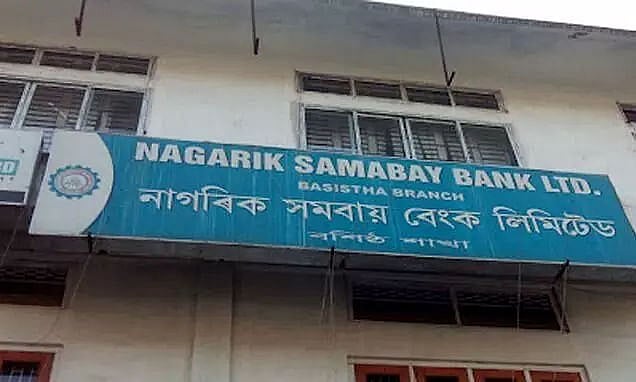 NAGARIK SAMABAY BANK LTD.
BASISTHA BRANCH
নাগৰিক সমবায় বেংক লিমিটেড
বশিষ্ঠ শাখা